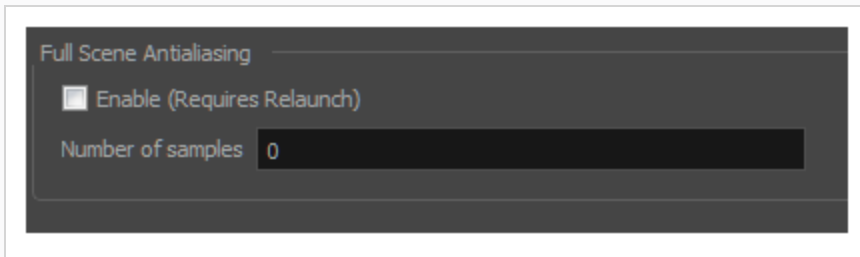 Full Scene Antialiasing
Enable (Requires Relaunch)
Number of samples 0